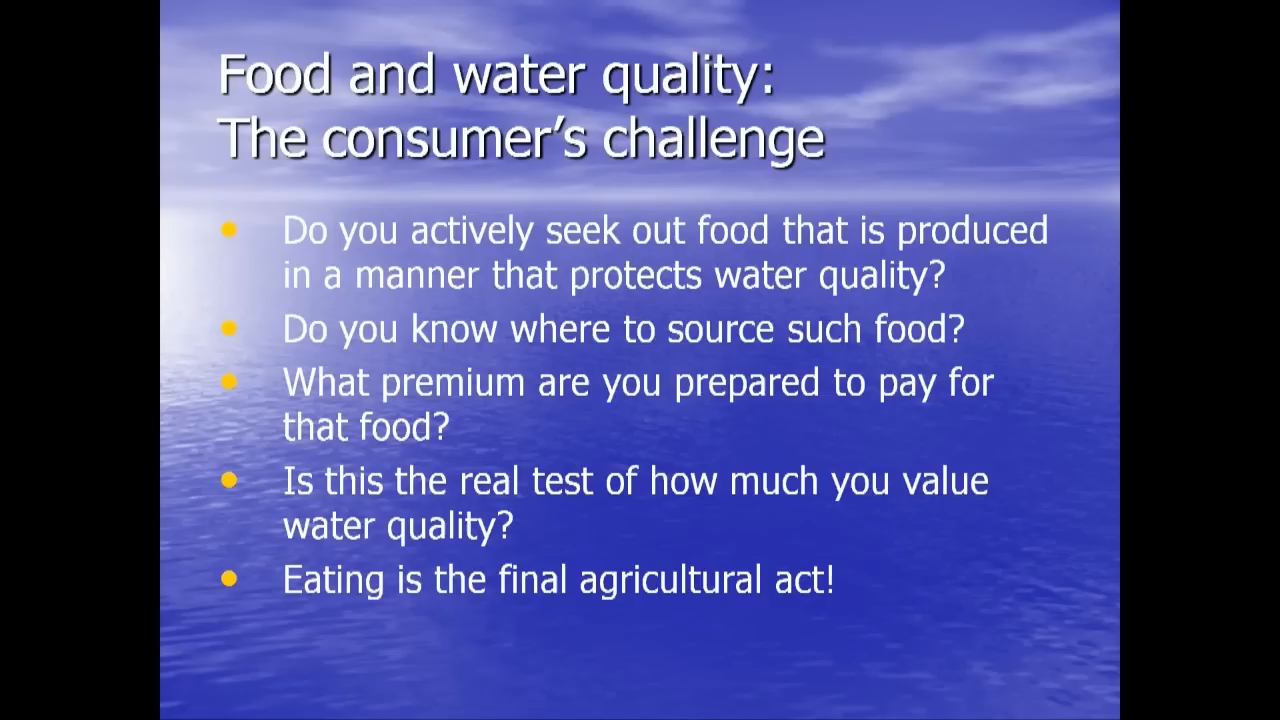 Food and water quality:
The consumer’s challenge
• Do you actively seek out food that is produced
in a manner that protects water quality?
• Do you know where to source such food?
• What premium are you prepared to pay for
that food?
• Is this the real test of how much you value
water quality?
• Eating is the final agricultural act!